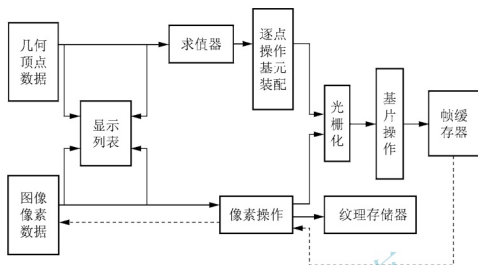 几何
顶点
数据
求值器
逐点
操作
基元
装配
显示
列表
光
栅
化
基
片
操
作
帧缓
存器
图像
像素
数据
像素操作
纹理存储器